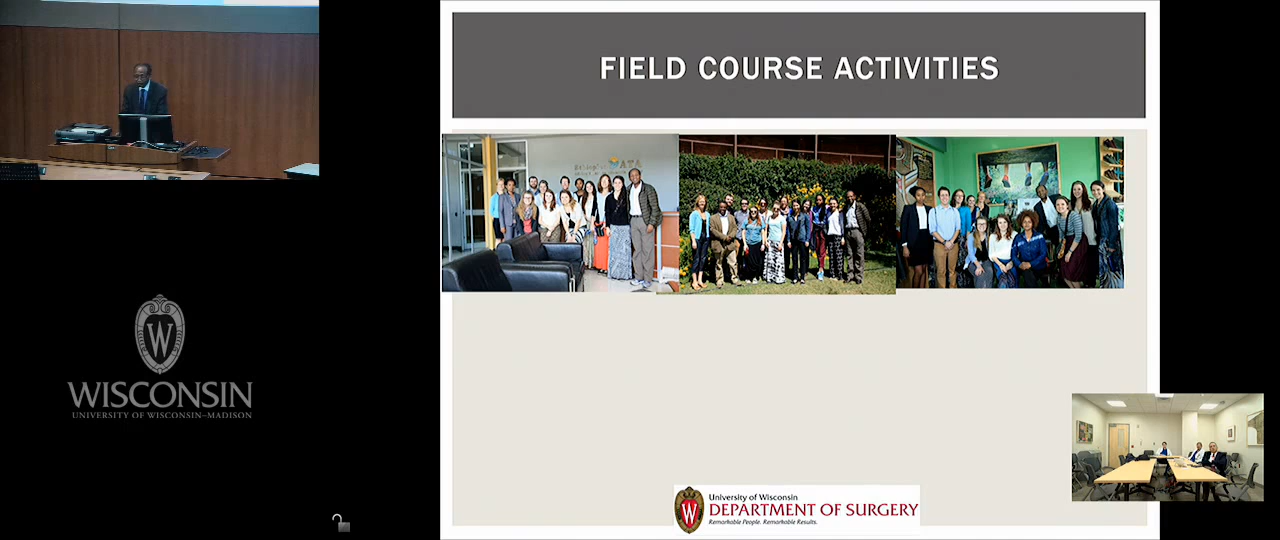 FIELD COURSE ACTIVITIES
W
WISCONSIN
UNIVERSITY OF WISCONSIN–MADISON
W
University of Wisconsin
DEPARTMENT OF SURGERY
Remarkable People. Remarkable Results.